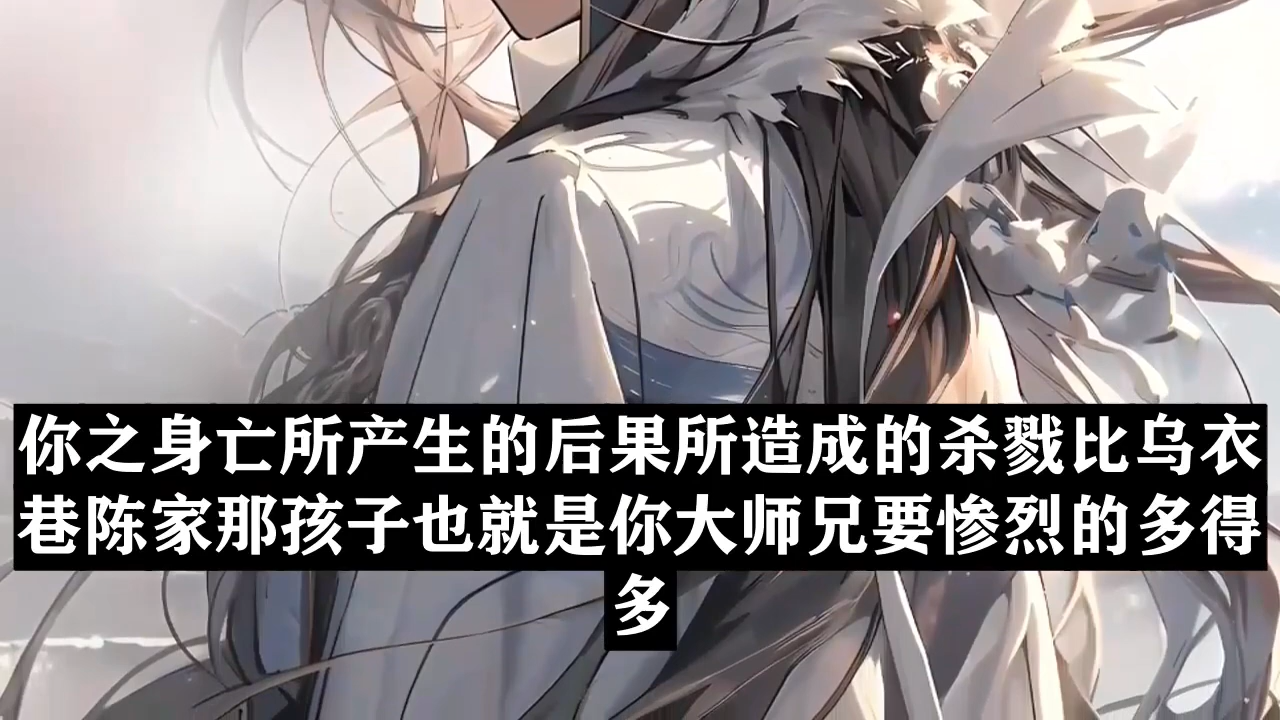 你之身亡所产生的后果所造成的杀戮比乌衣
巷陈家那孩子也就是你大师兄要惨烈的多得
多